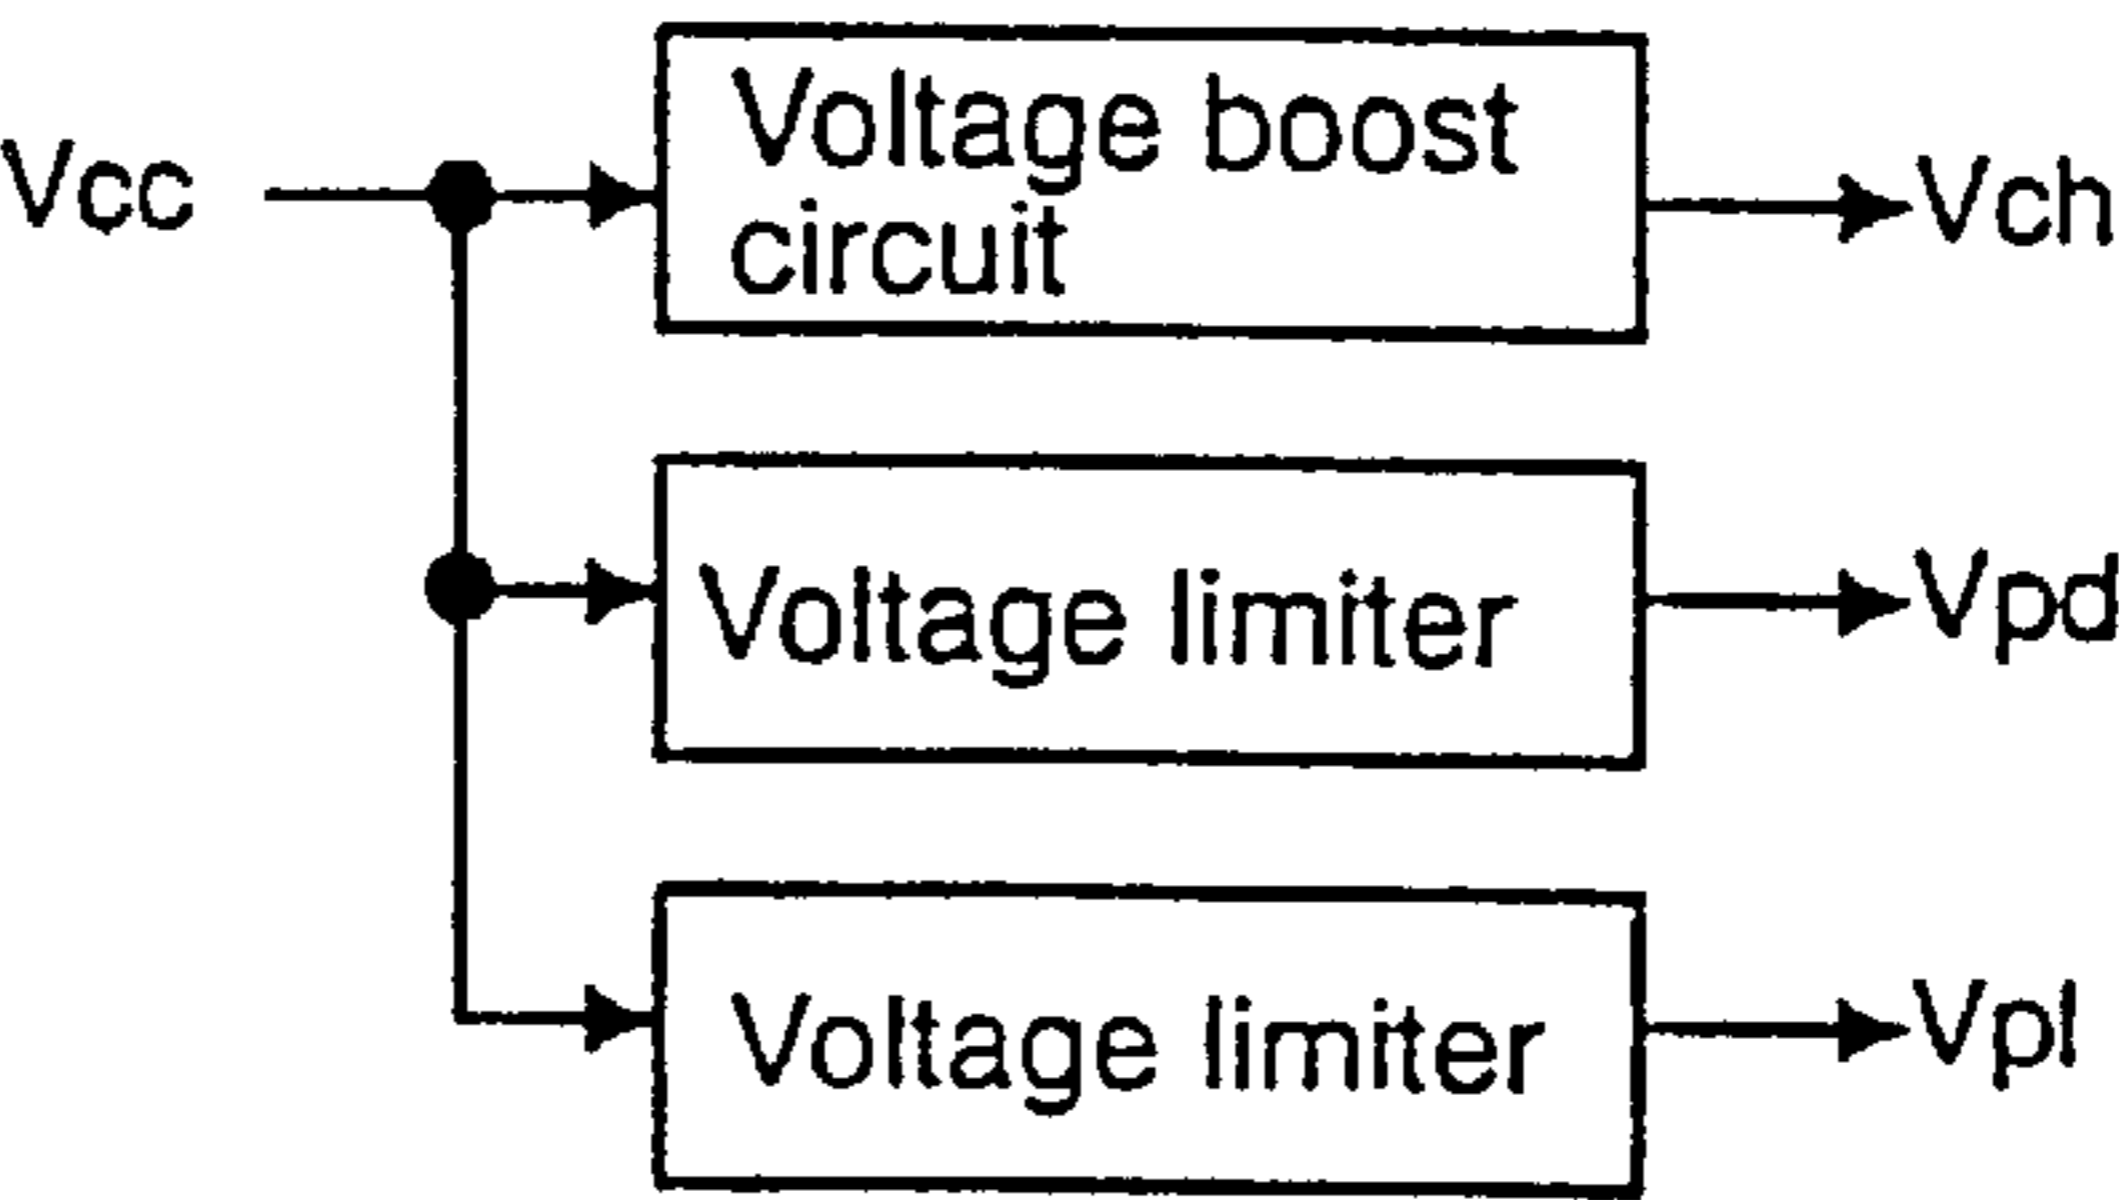 Vcc
Voltage boost
circuit
Vch
Voltage limiter
Vpd
Voltage limiter
Vpl